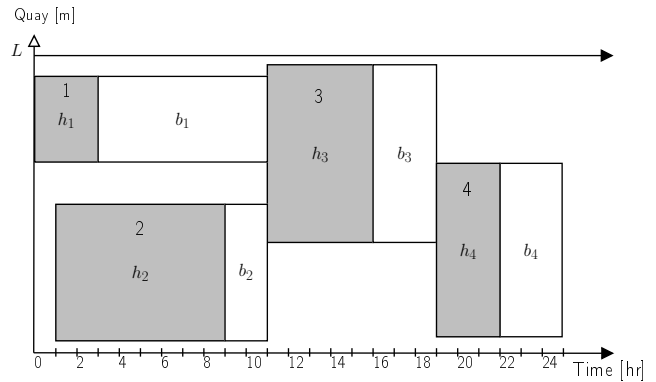 Quay [m]
L
1
h₁
b₁
2
h₂
b₂
3
h₃
b₃
4
h₄
b₄
0 2 4 6 8 10 12 14 16 18 20 22 24
Time [hr]